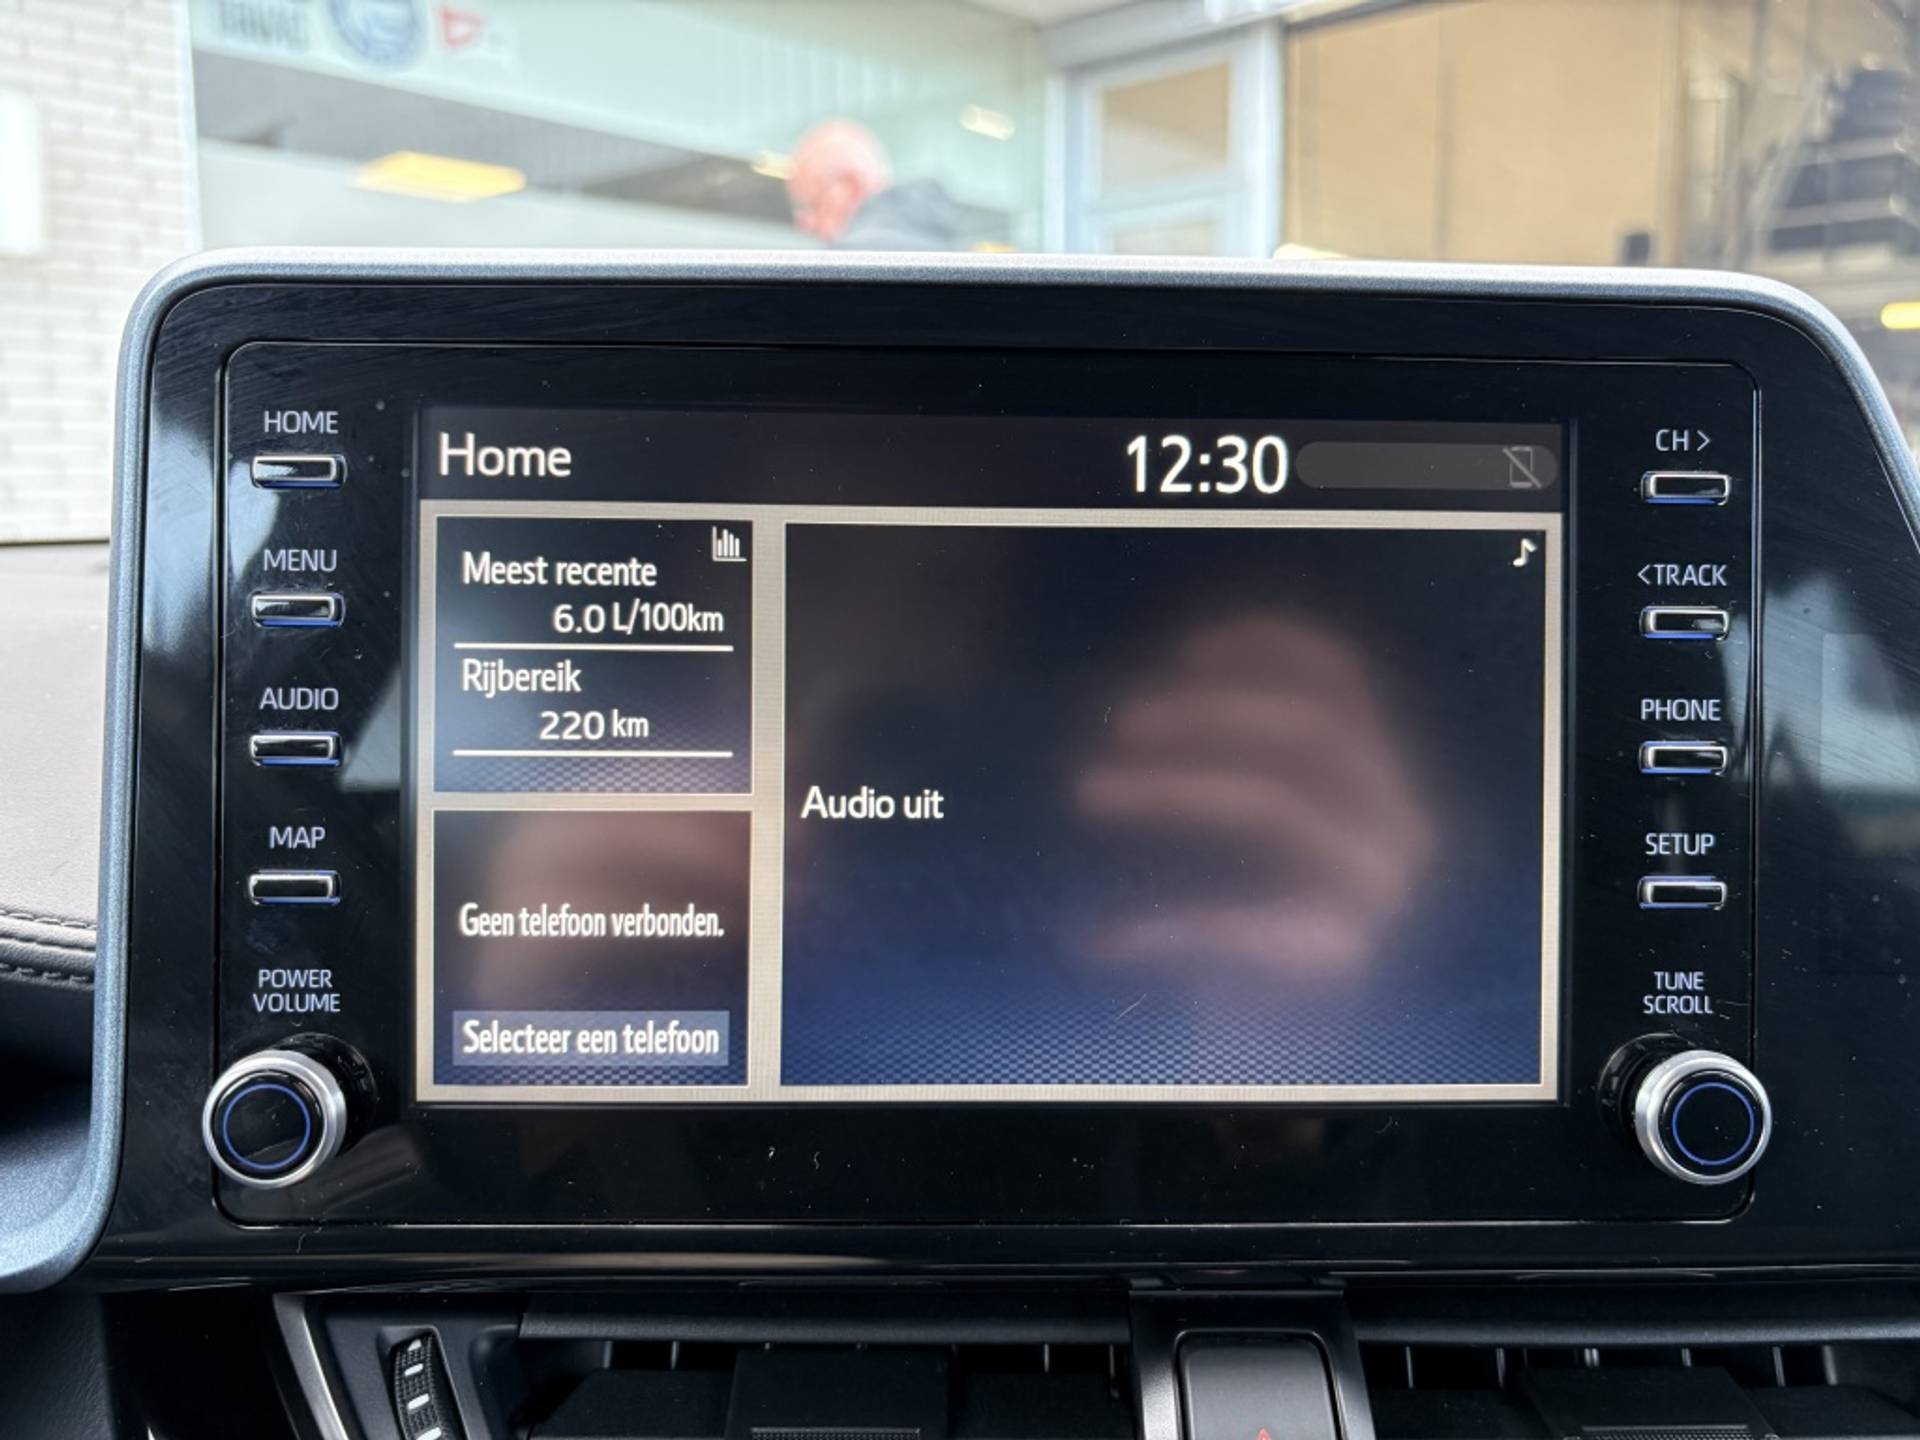 HOME
MENU
AUDIO
MAP
POWER
VOLUME
Home
12:30
Meest recente
6.0 L/100km
Rijbereik
220 km
Geen telefoon verbonden.
Selecteer een telefoon
Audio uit
CH >
<TRACK
PHONE
SETUP
TUNE
SCROLL